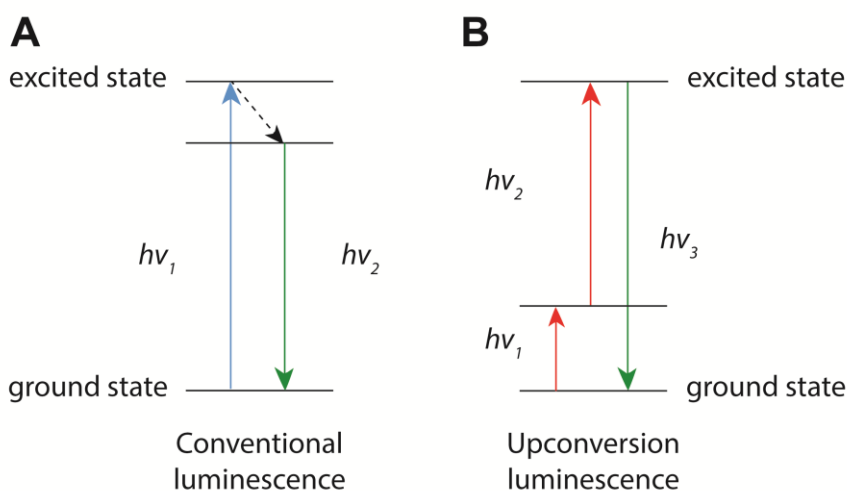 A
excited state
hv₁
hv₂
ground state
Conventional
luminescence
B
excited state
hv₂
hv₃
hv₁
ground state
Upconversion
luminescence